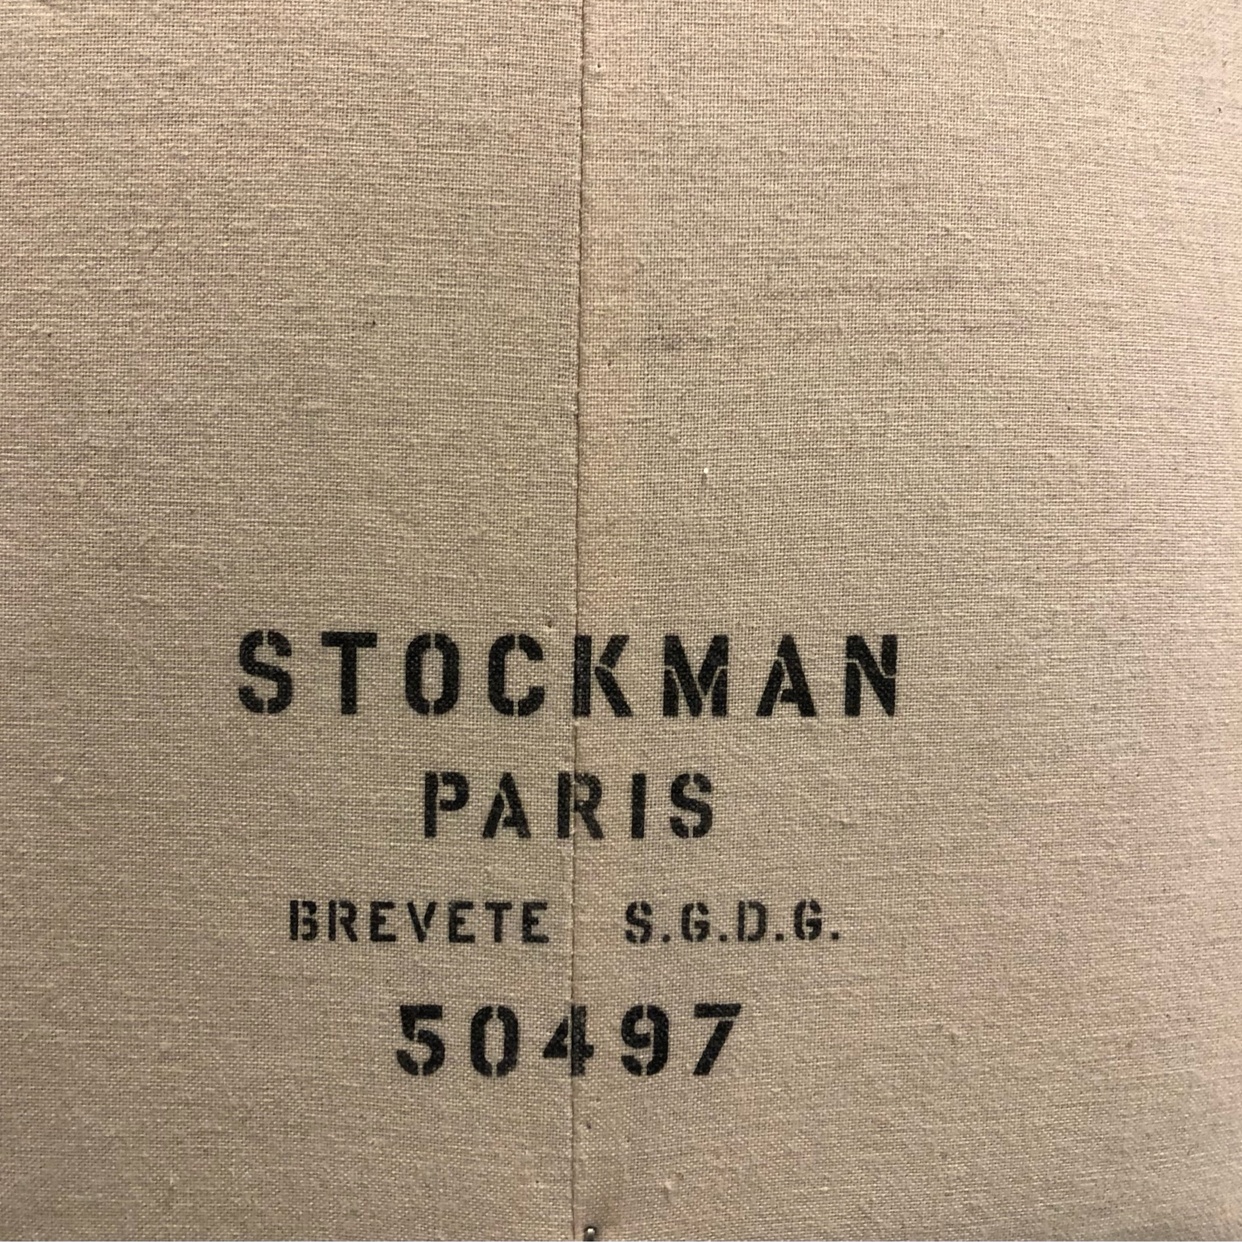 STOCKMAN
PARIS
BREVETE S.G.D.G.
50497